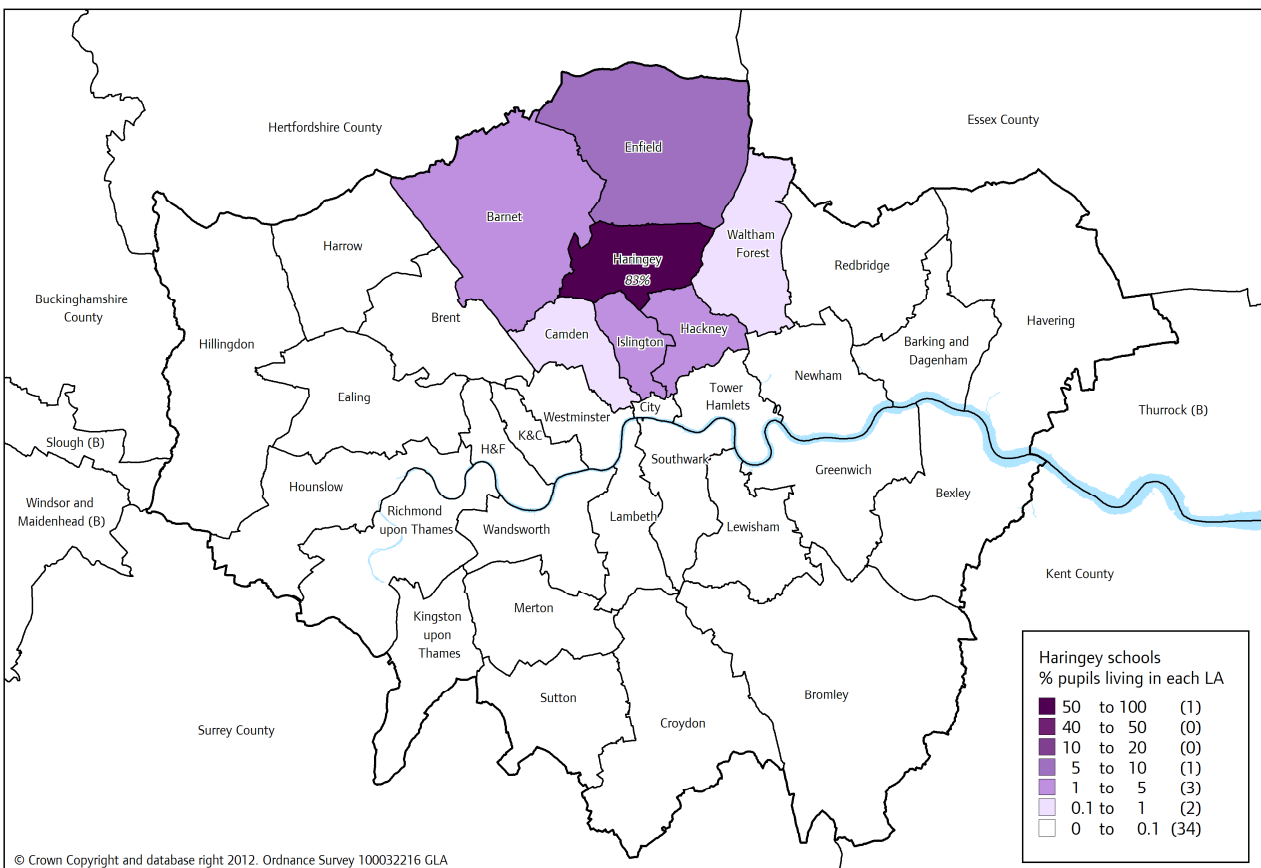 Hertfordshire County
Essex County
Enfield
Barnet
Waltham
Forest
Harrow
Haringey
83%
Redbridge
Buckinghamshire
County
Brent
Hillingdon
Camden
Islington
Hackney
Havering
Barking and
Dagenham
Newham
Ealing
Tower
Hamlets
Thurrock (B)
Westminster
City
Slough (B)
K&C
H&F
Southwark
Greenwich
Hounslow
Bexley
Windsor and
Maidenhead (B)
Richmond
upon Thames
Wandsworth
Lambeth
Lewisham
Kent County
Merton
Kingston
upon
Thames
Sutton
Bromley
Croydon
Surrey County
Haringey schools
% pupils living in each LA
50 to 100 (1)
40 to 50 (0)
10 to 20 (0)
5 to 10 (1)
1 to 5 (3)
0.1 to 1 (2)
0 to 0.1 (34)
© Crown Copyright and database right 2012. Ordnance Survey 100032216 GLA